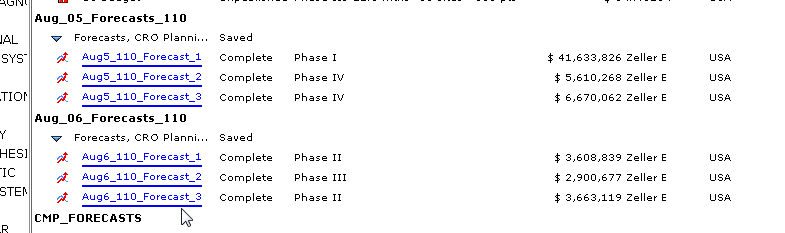 Aug_05_Forecasts_110
Forecasts, CRO Planni... Saved
Aug5_110_Forecast_1 Complete Phase I $ 41,633,826 Zeller E USA
Aug5_110_Forecast_2 Complete Phase IV $ 5,610,268 Zeller E USA
Aug5_110_Forecast_3 Complete Phase IV $ 6,670,062 Zeller E USA
Aug_06_Forecasts_110
Forecasts, CRO Planni... Saved
Aug6_110_Forecast_1 Complete Phase II $ 3,608,839 Zeller E USA
Aug6_110_Forecast_2 Complete Phase III $ 2,900,677 Zeller E USA
Aug6_110_Forecast_3 Complete Phase II $ 3,663,119 Zeller E USA
CMP_FORECASTS